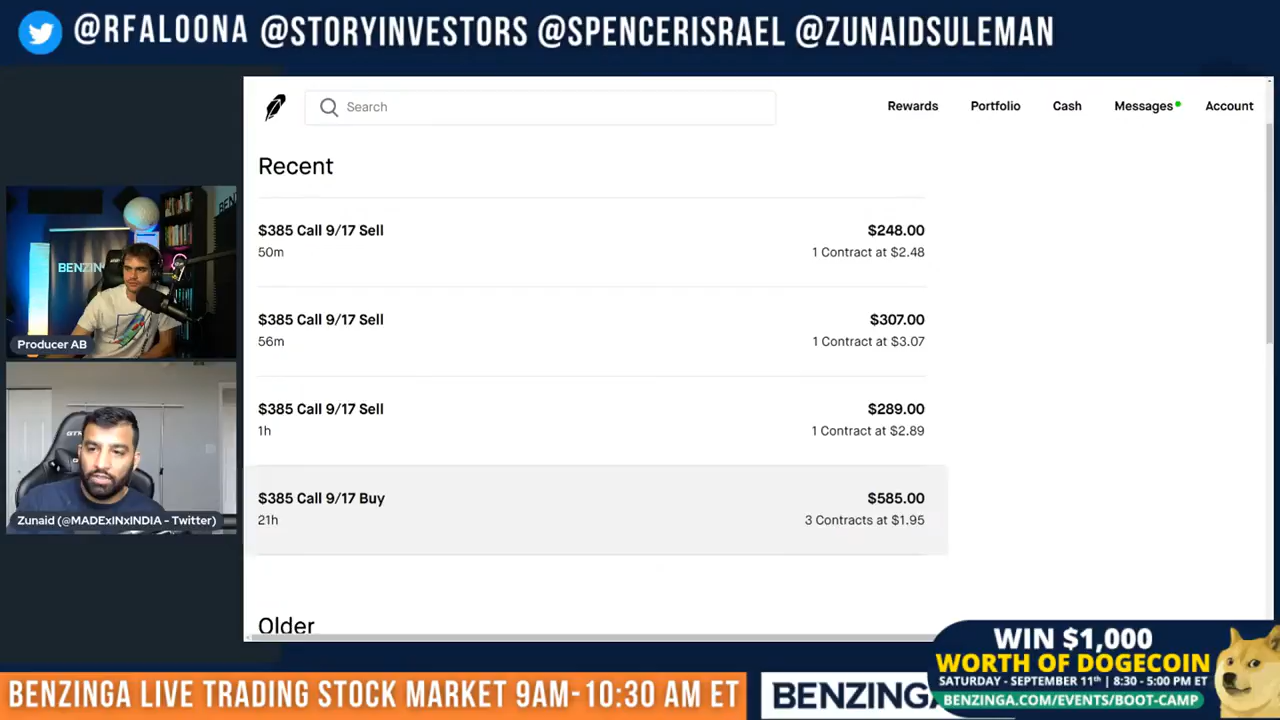 @RFALOONA @STORYINVESTORS @SPENCERISRAEL @ZUNAIDSULEMAN
Search
Rewards
Portfolio
Cash
Messages
Account
Recent
$385 Call 9/17 Sell
$248.00
50m
1 Contract at $2.48
$385 Call 9/17 Sell
$307.00
56m
1 Contract at $3.07
$385 Call 9/17 Sell
$289.00
1h
1 Contract at $2.89
$385 Call 9/17 Buy
$585.00
21h
3 Contracts at $1.95
Older
BENZING
Producer AB
Zunaid (@MADExINxINDIA - Twitter)
WIN $1,000
WORTH OF DOGECOIN
SATURDAY - SEPTEMBER 11th | 8:30 - 5:00 PM ET
BENZINGA.COM/EVENTS/BOOT-CAMP
BENZINGA LIVE TRADING STOCK MARKET 9AM-10:30 AM ET
BENZINGA